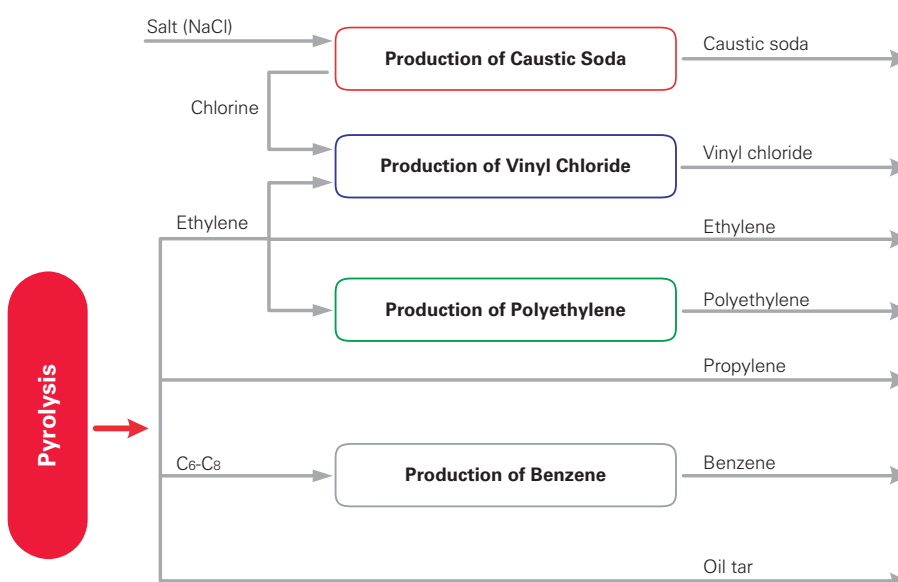 Salt (NaCl)
Production of Caustic Soda
Caustic soda
Chlorine
Production of Vinyl Chloride
Vinyl chloride
Ethylene
Ethylene
Production of Polyethylene
Polyethylene
Propylene
Pyrolysis
C6-C8
Production of Benzene
Benzene
Oil tar